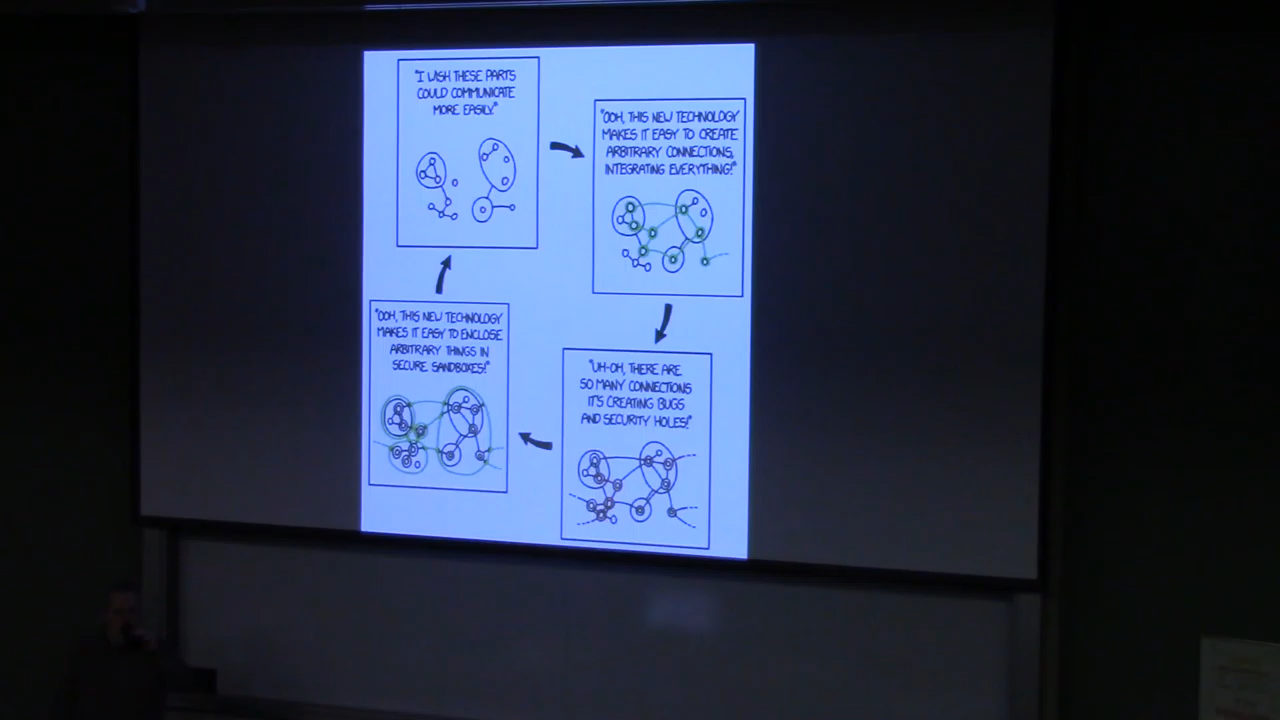 "I WISH THESE PARTS
COULD COMMUNICATE
MORE EASILY."
"OOH, THIS NEW TECHNOLOGY
MAKES IT EASY TO CREATE
ARBITRARY CONNECTIONS,
INTEGRATING EVERYTHING!"
"UH-OH, THERE ARE
SO MANY CONNECTIONS
IT'S CREATING BUGS
AND SECURITY HOLES!"
"OOH, THIS NEW TECHNOLOGY
MAKES IT EASY TO ENCLOSE
ARBITRARY THINGS IN
SECURE SANDBOXES!"